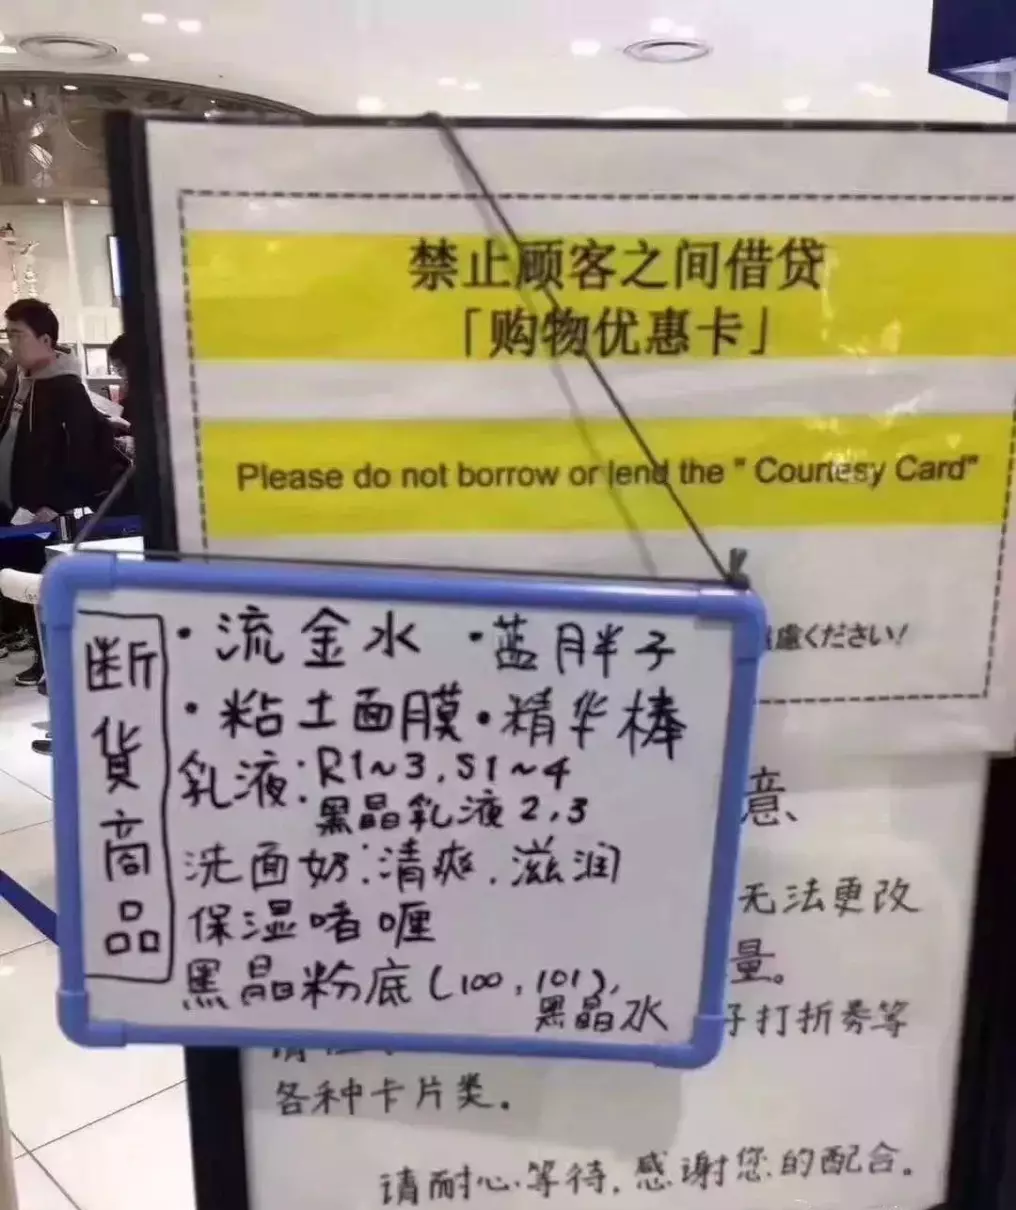 禁止顾客之间借贷
「购物优惠卡」
Please do not borrow or lend the " Courtesy Card"
慮ください!
断货商品
·流金水 ·蓝胖子
·粘土面膜·精华棒
乳液:R1~3,S1~4
黑晶乳液2,3
洗面奶:清爽.滋润
保湿啫喱
黑晶粉底(100,101),
黑晶水
意、
无法更改
量。
打折券等
各种卡片类。
请耐心等待,感谢您的配合。